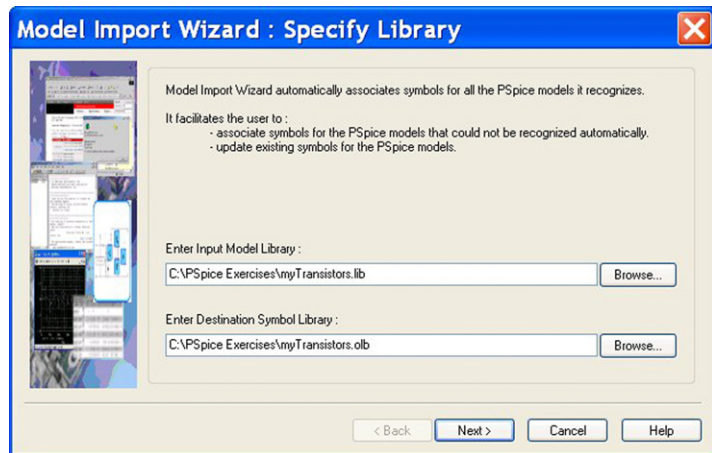 Model Import Wizard : Specify Library
Model Import Wizard automatically associates symbols for all the PSpice models it recognizes.
It facilitates the user to :
- associate symbols for the PSpice models that could not be recognized automatically.
- update existing symbols for the PSpice models.
Enter Input Model Library :
C:\PSpice Exercises\myTransistors.lib
Browse...
Enter Destination Symbol Library :
C:\PSpice Exercises\myTransistors.olb
Browse...
< Back
Next >
Cancel
Help